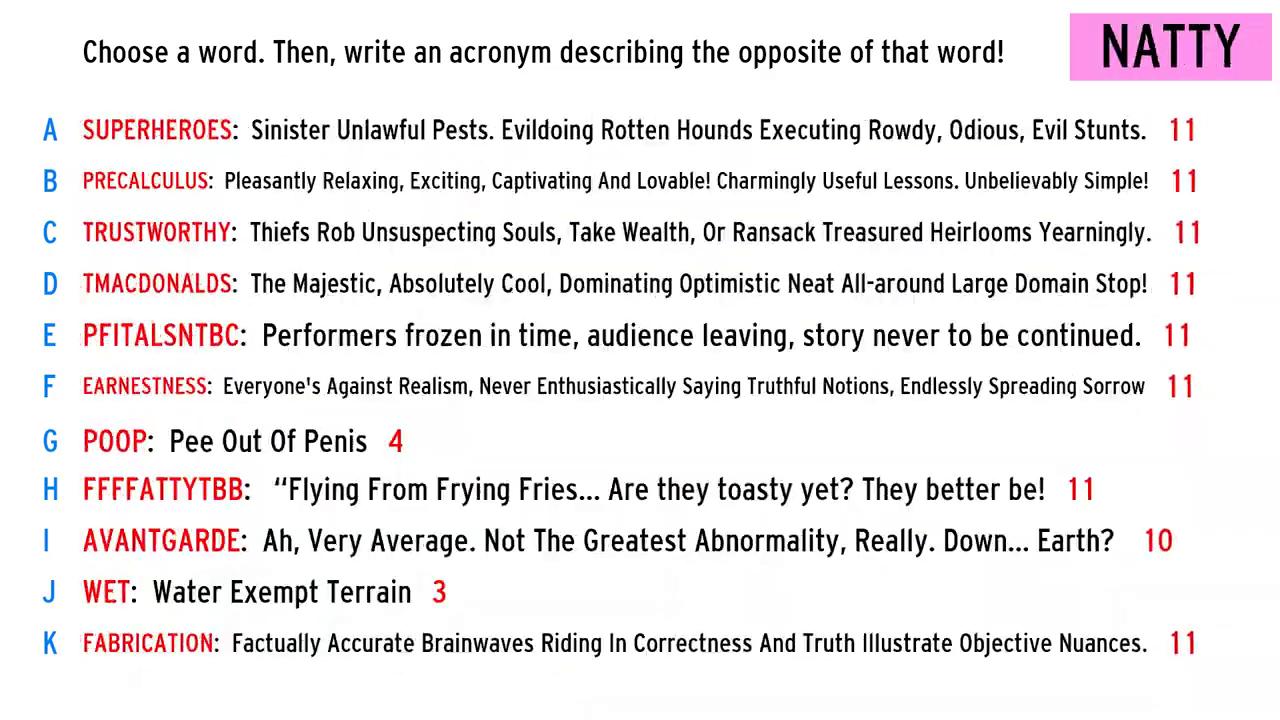 Choose a word. Then, write an acronym describing the opposite of that word!
NATTY
A SUPERHEROES: Sinister Unlawful Pests. Evildoing Rotten Hounds Executing Rowdy, Odious, Evil Stunts. 11
B PRECALCULUS: Pleasantly Relaxing, Exciting, Captivating And Lovable! Charmingly Useful Lessons. Unbelievably Simple! 11
C TRUSTWORTHY: Thiefs Rob Unsuspecting Souls, Take Wealth, Or Ransack Treasured Heirlooms Yearningly. 11
D TMACDONALDS: The Majestic, Absolutely Cool, Dominating Optimistic Neat All-around Large Domain Stop! 11
E PFITALSNTBC: Performers frozen in time, audience leaving, story never to be continued. 11
F EARNESTNESS: Everyone's Against Realism, Never Enthusiastically Saying Truthful Notions, Endlessly Spreading Sorrow 11
G POOP: Pee Out Of Penis 4
H FFFFATTYTBB: “Flying From Frying Fries... Are they toasty yet? They better be! 11
I AVANTGARDE: Ah, Very Average. Not The Greatest Abnormality, Really. Down... Earth? 10
J WET: Water Exempt Terrain 3
K FABRICATION: Factually Accurate Brainwaves Riding In Correctness And Truth Illustrate Objective Nuances. 11